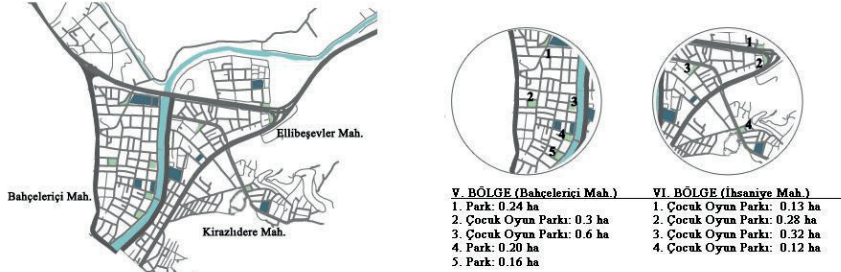 Ellibeşevler Mah.
Bahçeleriçi Mah.
Kirazlıdere Mah.
1
2
3
4
5
1
2
3
4
V. BÖLGE (Bahçeleriçi Mah.)
1. Park: 0.24 ha
2. Çocuk Oyun Parkı: 0.3 ha
3. Çocuk Oyun Parkı: 0.6 ha
4. Park: 0.20 ha
5. Park: 0.16 ha
VI. BÖLGE (İhsaniye Mah.)
1. Çocuk Oyun Parkı: 0.13 ha
2. Çocuk Oyun Parkı: 0.28 ha
3. Çocuk Oyun Parkı: 0.32 ha
4. Çocuk Oyun Parkı: 0.12 ha